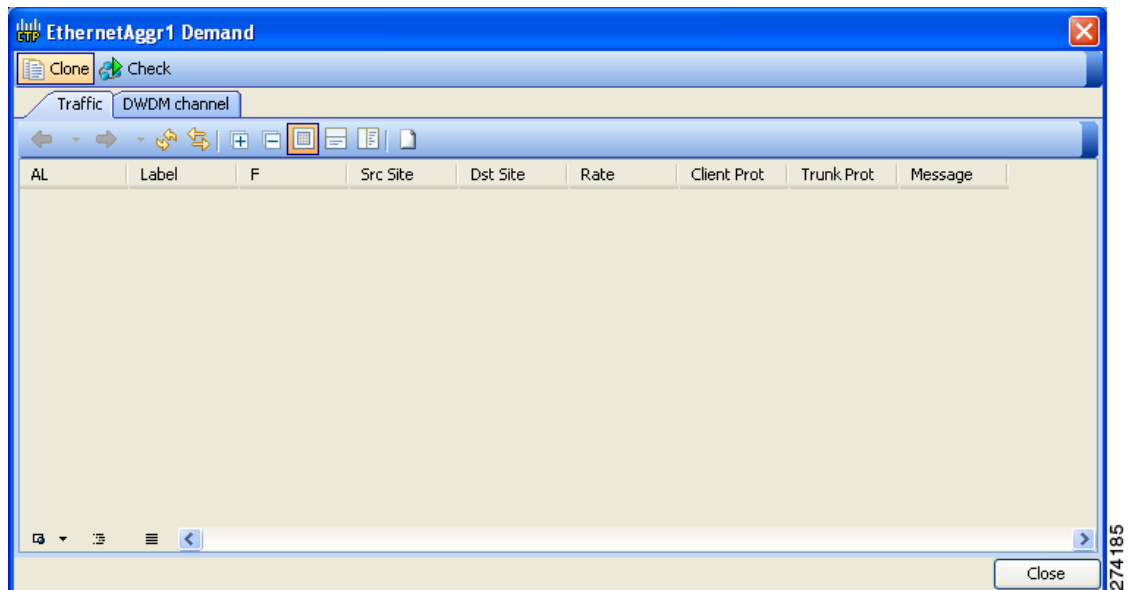 CTP EthernetAggr1 Demand
Clone Check
Traffic DWDM channel
AL Label F Src Site Dst Site Rate Client Prot Trunk Prot Message
Close
274185